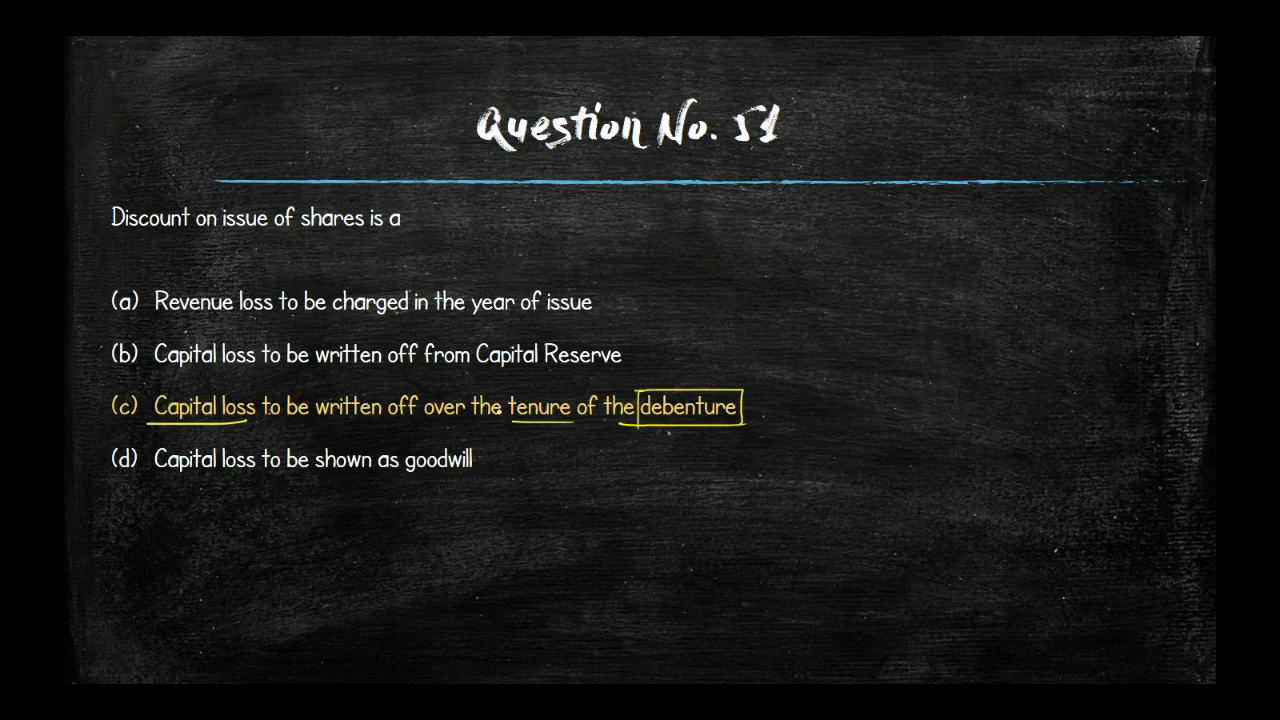 Question No. 51
Discount on issue of shares is a
(a) Revenue loss to be charged in the year of issue
(b) Capital loss to be written off from Capital Reserve
(c) Capital loss to be written off over the tenure of the debenture
(d) Capital loss to be shown as goodwill